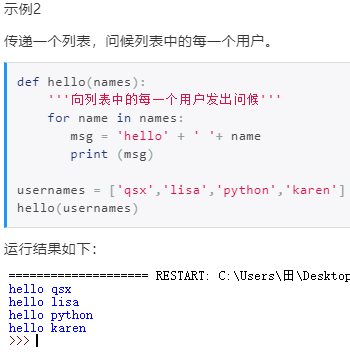 示例2
传递一个列表，问候列表中的每一个用户。
def hello(names):
    '''向列表中的每一个用户发出问候'''
    for name in names:
       msg = 'hello' + ' '+ name
       print (msg)
usernames = ['qsx','lisa','python','karen']
hello(usernames)
运行结果如下：
==================== RESTART: C:\Users\田\Desktop
hello qsx
hello lisa
hello python
hello karen
>>>